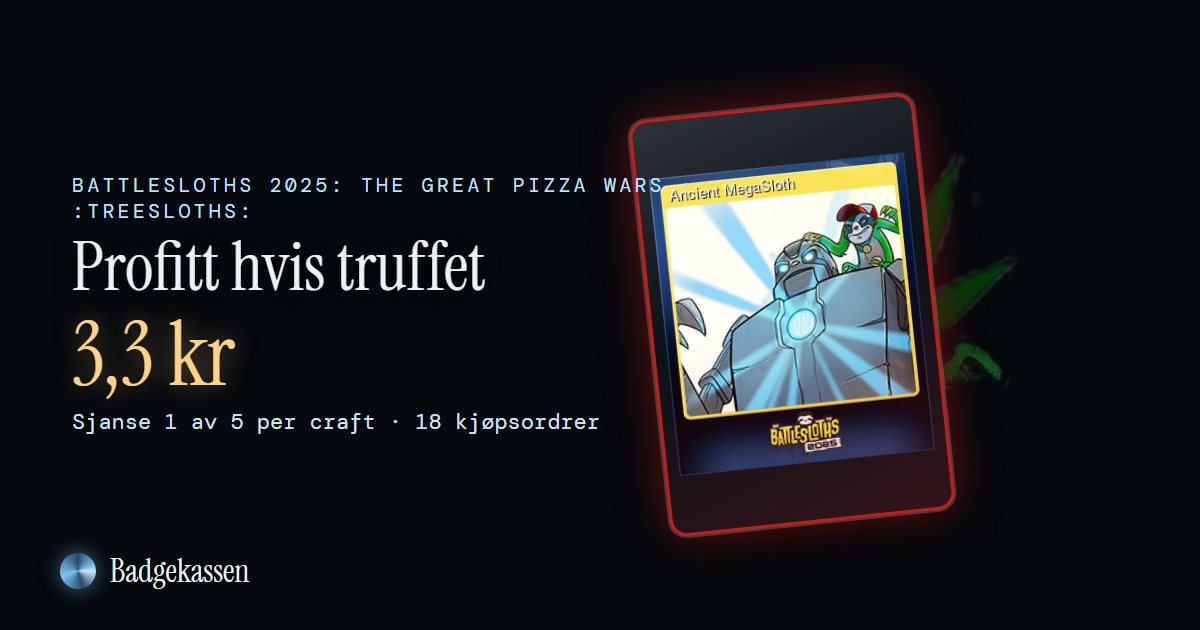 BATTLESLOTHS 2025: THE GREAT PIZZA WARS
:TREESLOTHS:
Profitt hvis truffet
3,3 kr
Sjanse 1 av 5 per craft · 18 kjøpsordrer
Ancient MegaSloth
THE
BATTLESLOTHS
2025
Badgekassen